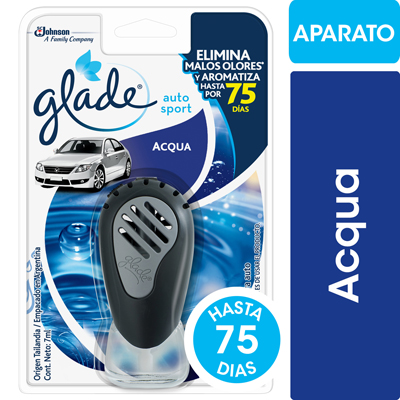 Johnson
A Family Company
glade
auto
sport
ELIMINA
MALOS OLORES*
Y AROMATIZA
HASTA
POR 75
DÍAS
ACQUA
glade
HASTA
75
DIAS
Origen Tailandia / Empacado en Argentina
Cont. Neto: 7ml
APARATO
Acqua